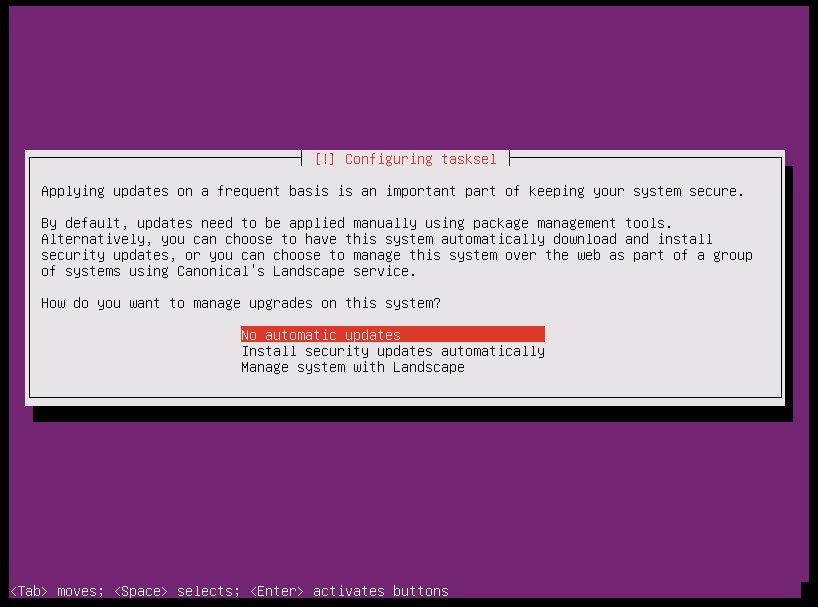 [!] Configuring tasksel
Applying updates on a frequent basis is an important part of keeping your system secure.
By default, updates need to be applied manually using package management tools.
Alternatively, you can choose to have this system automatically download and install
security updates, or you can choose to manage this system over the web as part of a group
of systems using Canonical's Landscape service.
How do you want to manage upgrades on this system?
No automatic updates
Install security updates automatically
Manage system with Landscape
<Tab> moves; <Space> selects; <Enter> activates buttons